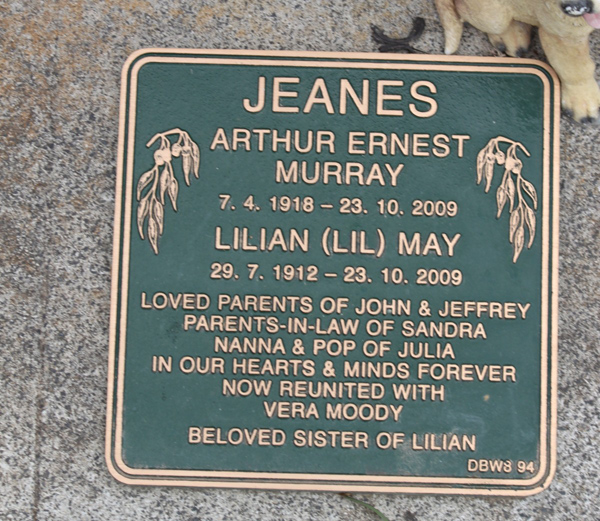 JEANES
ARTHUR ERNEST
MURRAY
7. 4. 1918 – 23. 10. 2009
LILIAN (LIL) MAY
29. 7. 1912 – 23. 10. 2009
LOVED PARENTS OF JOHN & JEFFREY
PARENTS-IN-LAW OF SANDRA
NANNA & POP OF JULIA
IN OUR HEARTS & MINDS FOREVER
NOW REUNITED WITH
VERA MOODY
BELOVED SISTER OF LILIAN
DBW8 94